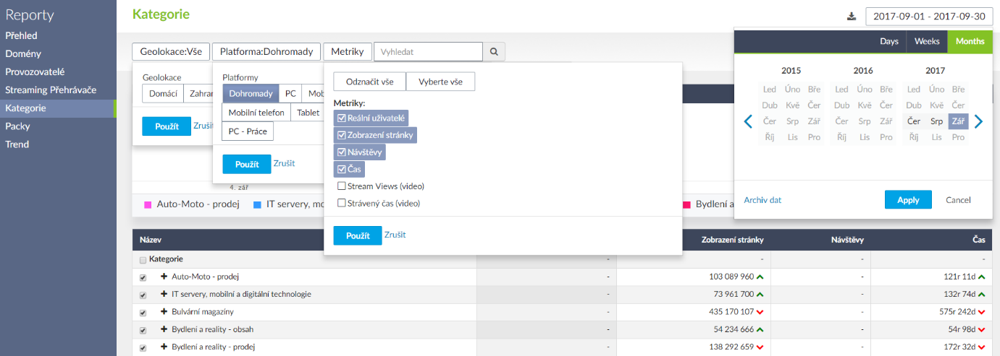 Reporty
Přehled
Domény
Provozovatelé
Streaming Přehrávače
Kategorie
Packy
Trend
Kategorie
2017-09-01 - 2017-09-30
Geolokace:Vše Platforma:Dohromady Metriky Vyhledat
Geolokace
Domácí
Použít Zrušit
Platformy
Dohromady PC
Mobilní telefon Tablet
PC - Práce
Použít Zrušit
Odznačit vše Vyberte vše
Metriky:
Reální uživatelé
Zobrazení stránky
Návštěvy
Čas
Stream Views (video)
Strávený čas (video)
Použít Zrušit
Days Weeks Months
2015 2016 2017
Led Úno Bře Led Úno Bře Led Úno Bře
Dub Kvě Čer Dub Kvě Čer Dub Kvě Čer
Čer Srp Zář Čer Srp Zář Čer Srp Zář
Říj Lis Pro Říj Lis Pro Říj Lis Pro
Archiv dat Apply Cancel
4. zář
Auto-Moto - prodej IT servery, Bydlení a
Název Zobrazení stránky Návštěvy Čas
Kategorie - - - -
Auto-Moto - prodej - 103 089 960 - 121r 11d
IT servery, mobilní a digitální technologie - 73 961 700 - 132r 74d
Bulvární magazíny - 435 170 107 - 575r 242d
Bydlení a reality - obsah - 54 234 666 - 54r 98d
Bydlení a reality - prodej - 138 292 659 - 172r 32d